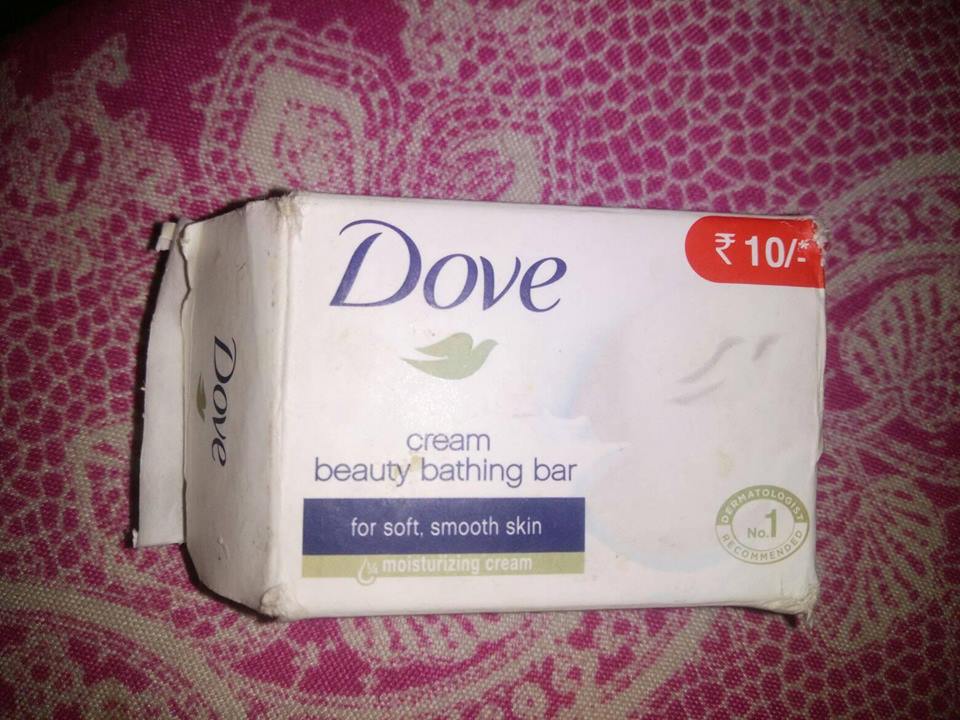 Dove
₹ 10/-*
cream
beauty bathing bar
for soft, smooth skin
¼ moisturizing cream
DERMATOLOGIST
No.1
RECOMMENDED
Dove